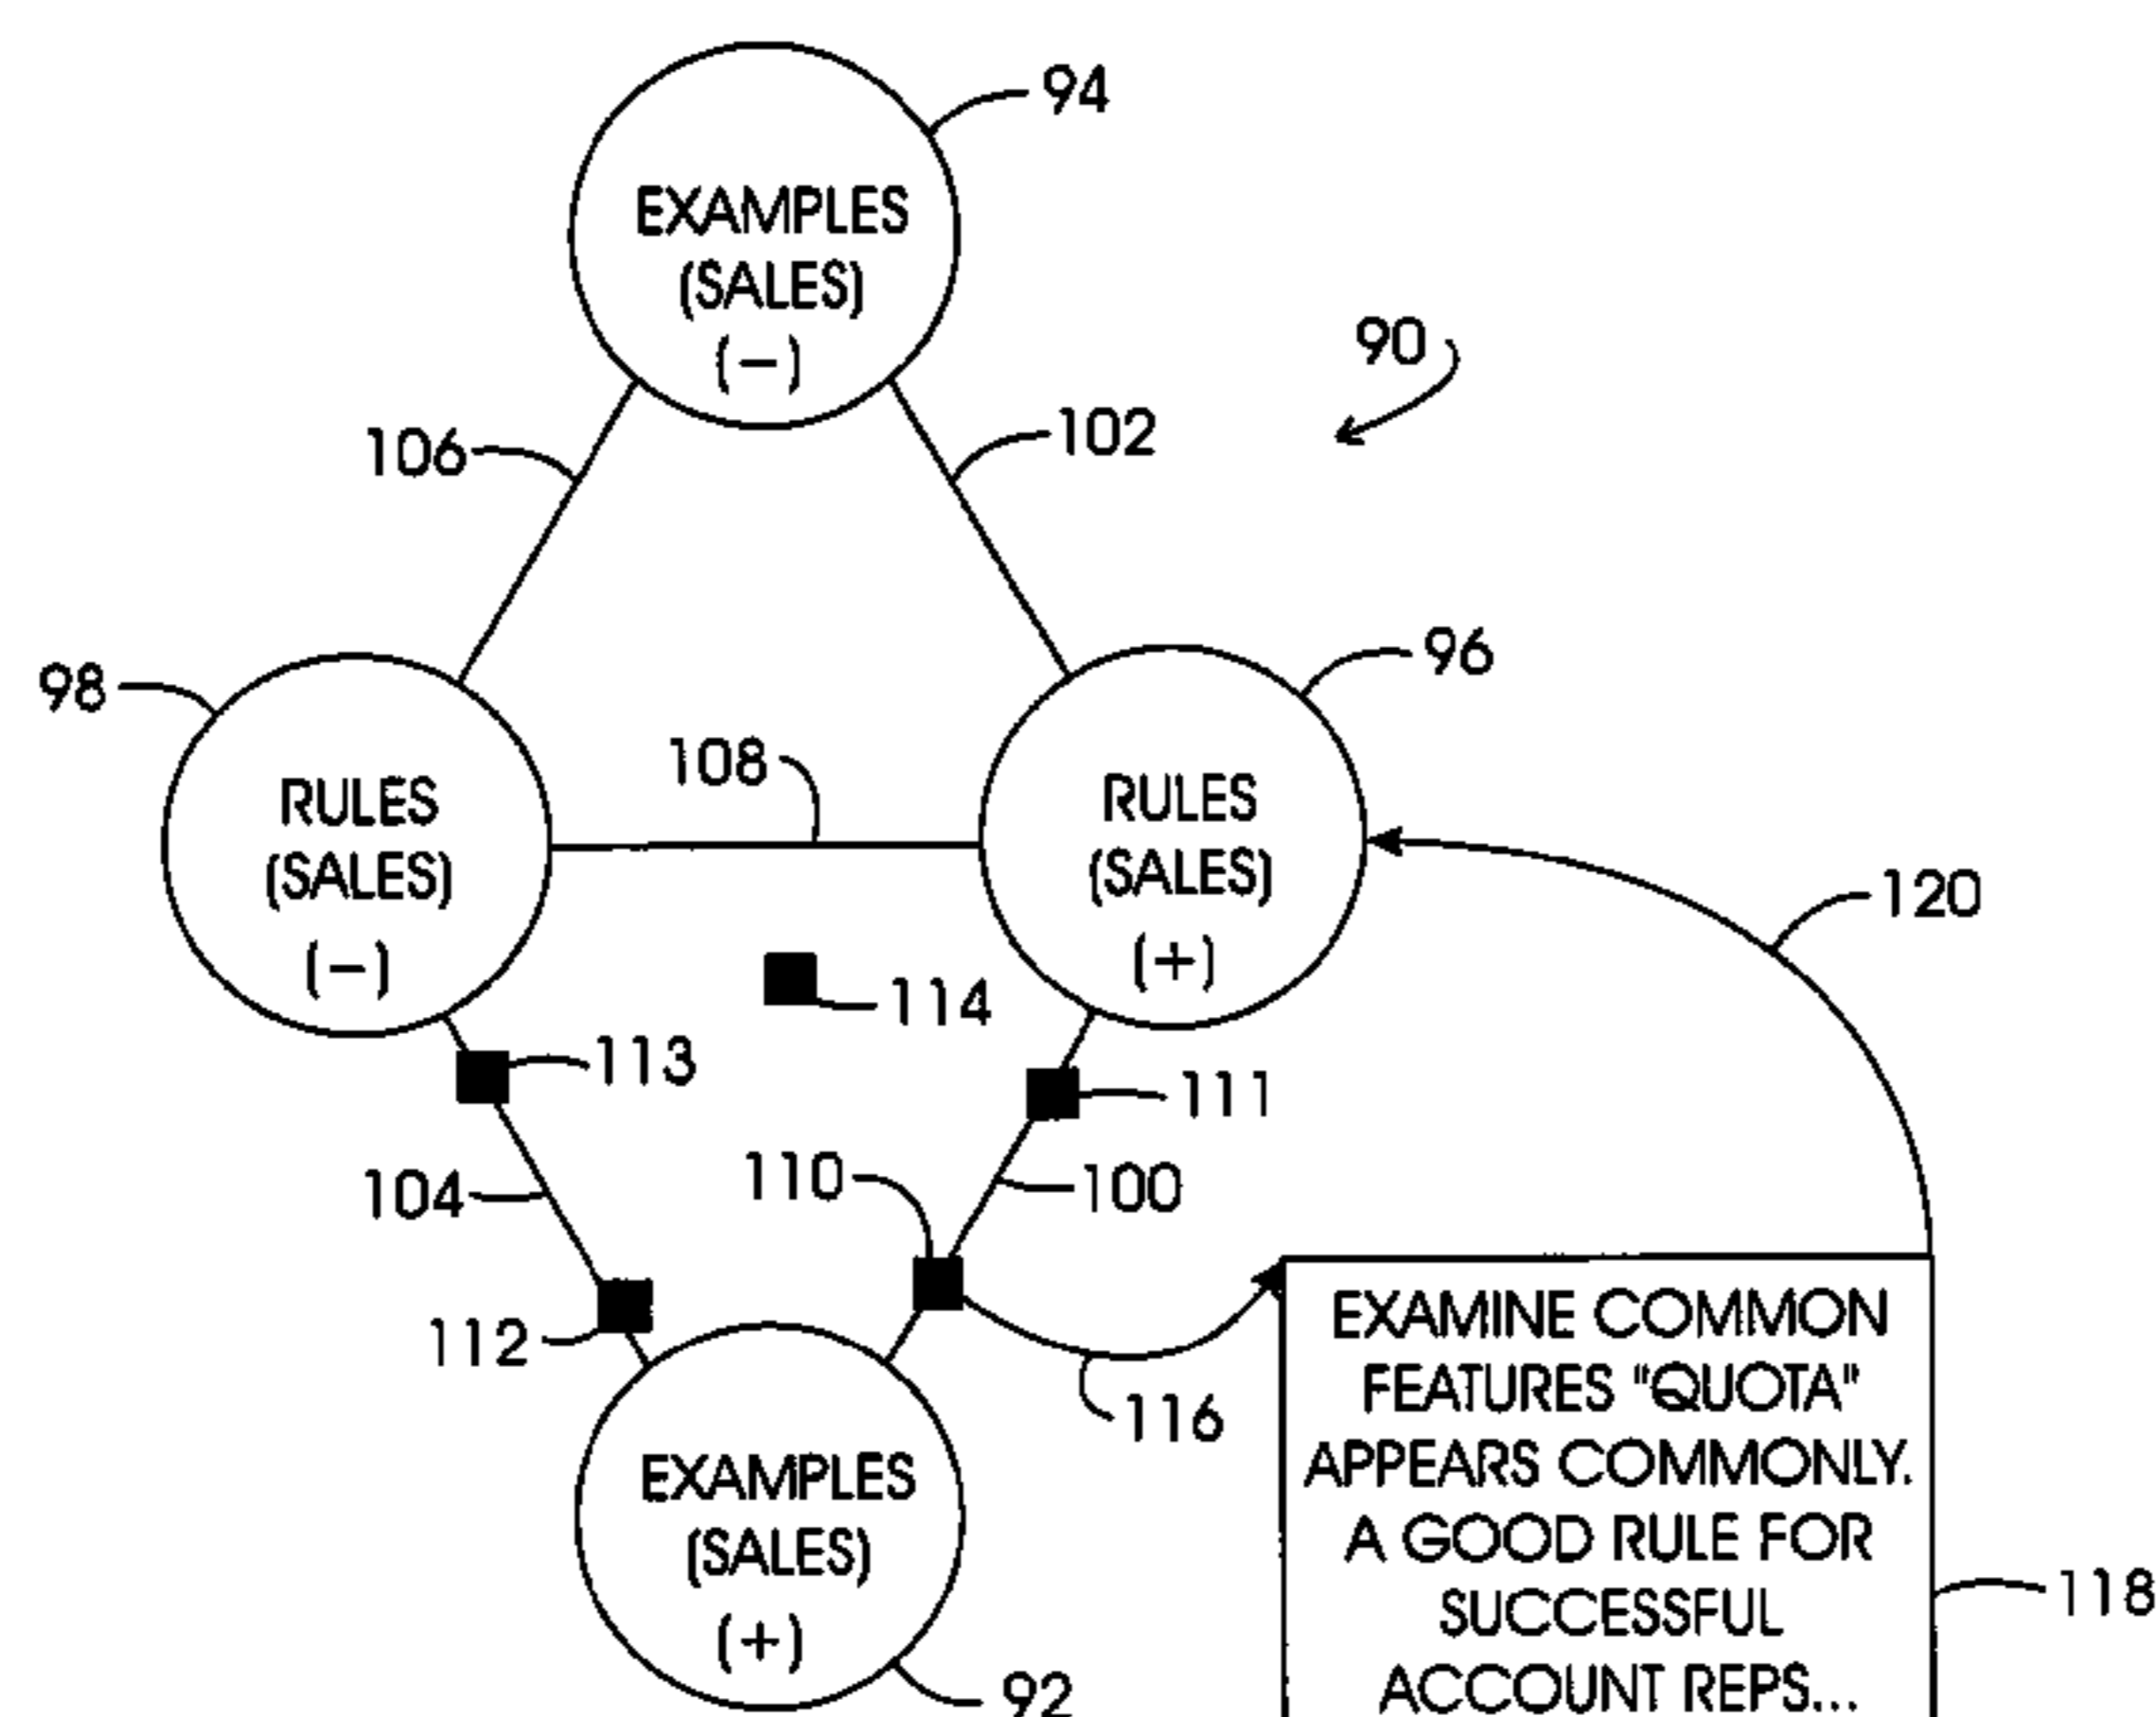 94
EXAMPLES
(SALES)
(−)
90
106
102
98
96
108
RULES
(SALES)
(−)
RULES
(SALES)
(+)
120
114
113
111
104
110
100
112
116
EXAMPLES
(SALES)
(+)
92
EXAMINE COMMON
FEATURES "QUOTA"
APPEARS COMMONLY.
A GOOD RULE FOR
SUCCESSFUL
ACCOUNT REPS...
118